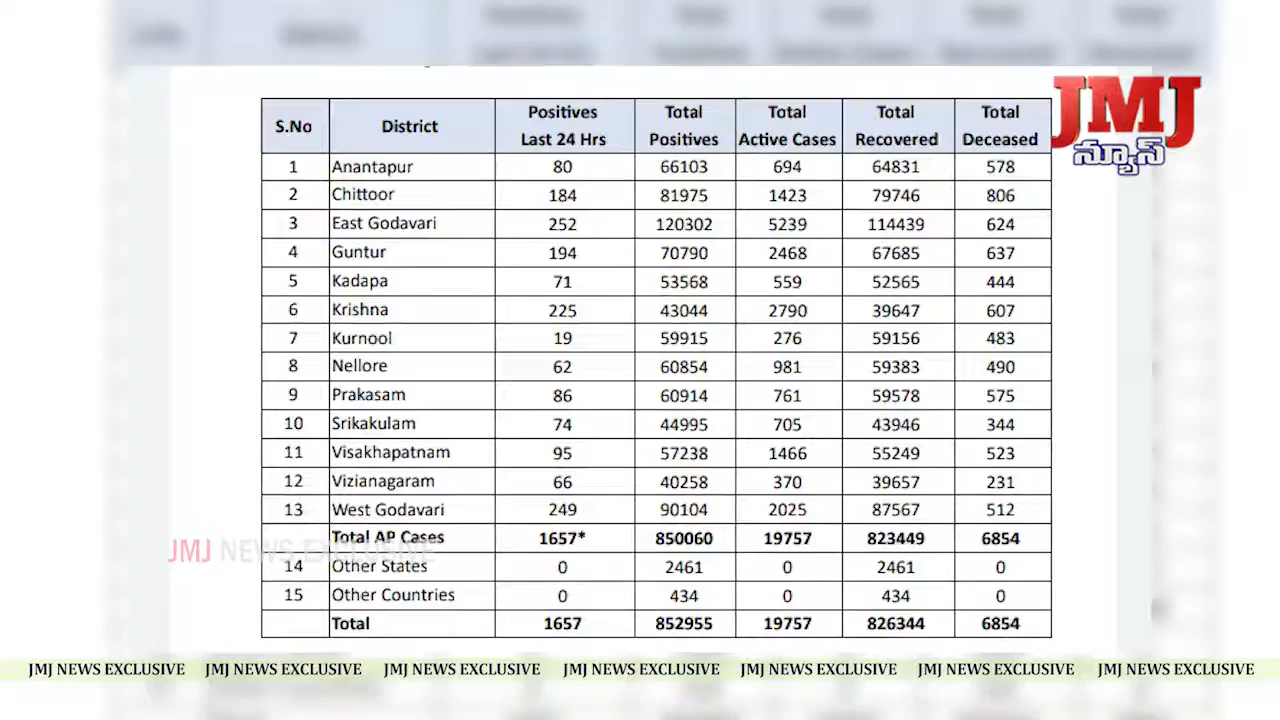 JMJ
న్యూస్
S.No District Positives Last 24 Hrs Total Positives Total Active Cases Total Recovered Total Deceased
1 Anantapur 80 66103 694 64831 578
2 Chittoor 184 81975 1423 79746 806
3 East Godavari 252 120302 5239 114439 624
4 Guntur 194 70790 2468 67685 637
5 Kadapa 71 53568 559 52565 444
6 Krishna 225 43044 2790 39647 607
7 Kurnool 19 59915 276 59156 483
8 Nellore 62 60854 981 59383 490
9 Prakasam 86 60914 761 59578 575
10 Srikakulam 74 44995 705 43946 344
11 Visakhapatnam 95 57238 1466 55249 523
12 Vizianagaram 66 40258 370 39657 231
13 West Godavari 249 90104 2025 87567 512
Total AP Cases 1657* 850060 19757 823449 6854
JMJ NEWS EXCLUSIVE
14 Other States 0 2461 0 2461 0
15 Other Countries 0 434 0 434 0
Total 1657 852955 19757 826344 6854
JMJ NEWS EXCLUSIVE JMJ NEWS EXCLUSIVE JMJ NEWS EXCLUSIVE JMJ NEWS EXCLUSIVE JMJ NEWS EXCLUSIVE JMJ NEWS EXCLUSIVE JMJ NEWS EXCLUSIVE